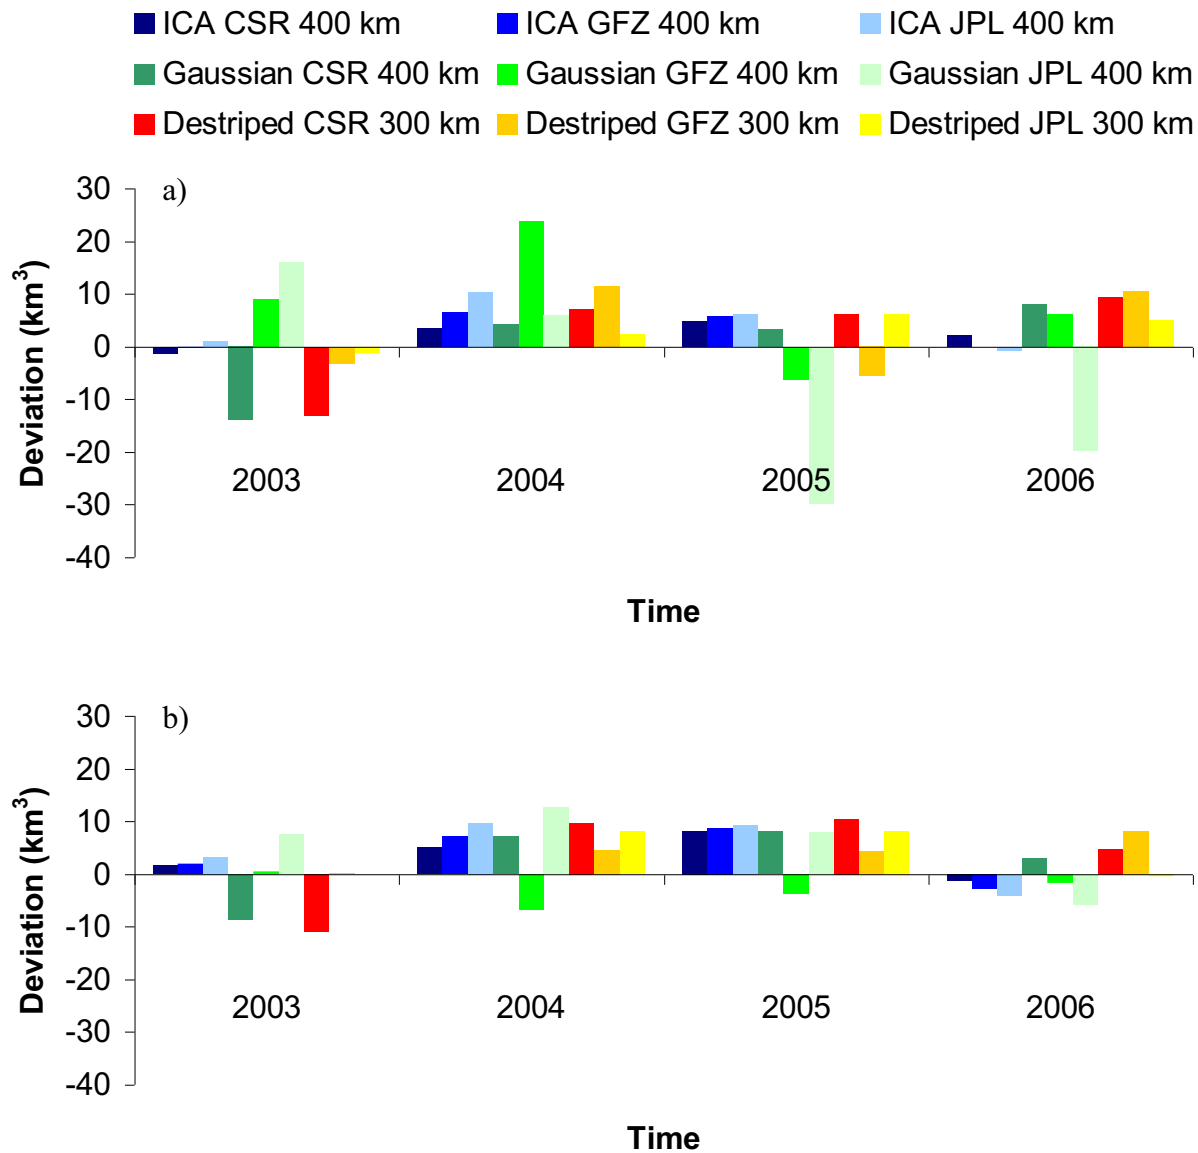 ICA CSR 400 km ICA GFZ 400 km ICA JPL 400 km
Gaussian CSR 400 km Gaussian GFZ 400 km Gaussian JPL 400 km
Destriped CSR 300 km Destriped GFZ 300 km Destriped JPL 300 km
a)
Deviation (km³)
30
20
10
0
-10
-20
-30
-40
2003 2004 2005 2006
Time
b)
Deviation (km³)
30
20
10
0
-10
-20
-30
-40
2003 2004 2005 2006
Time